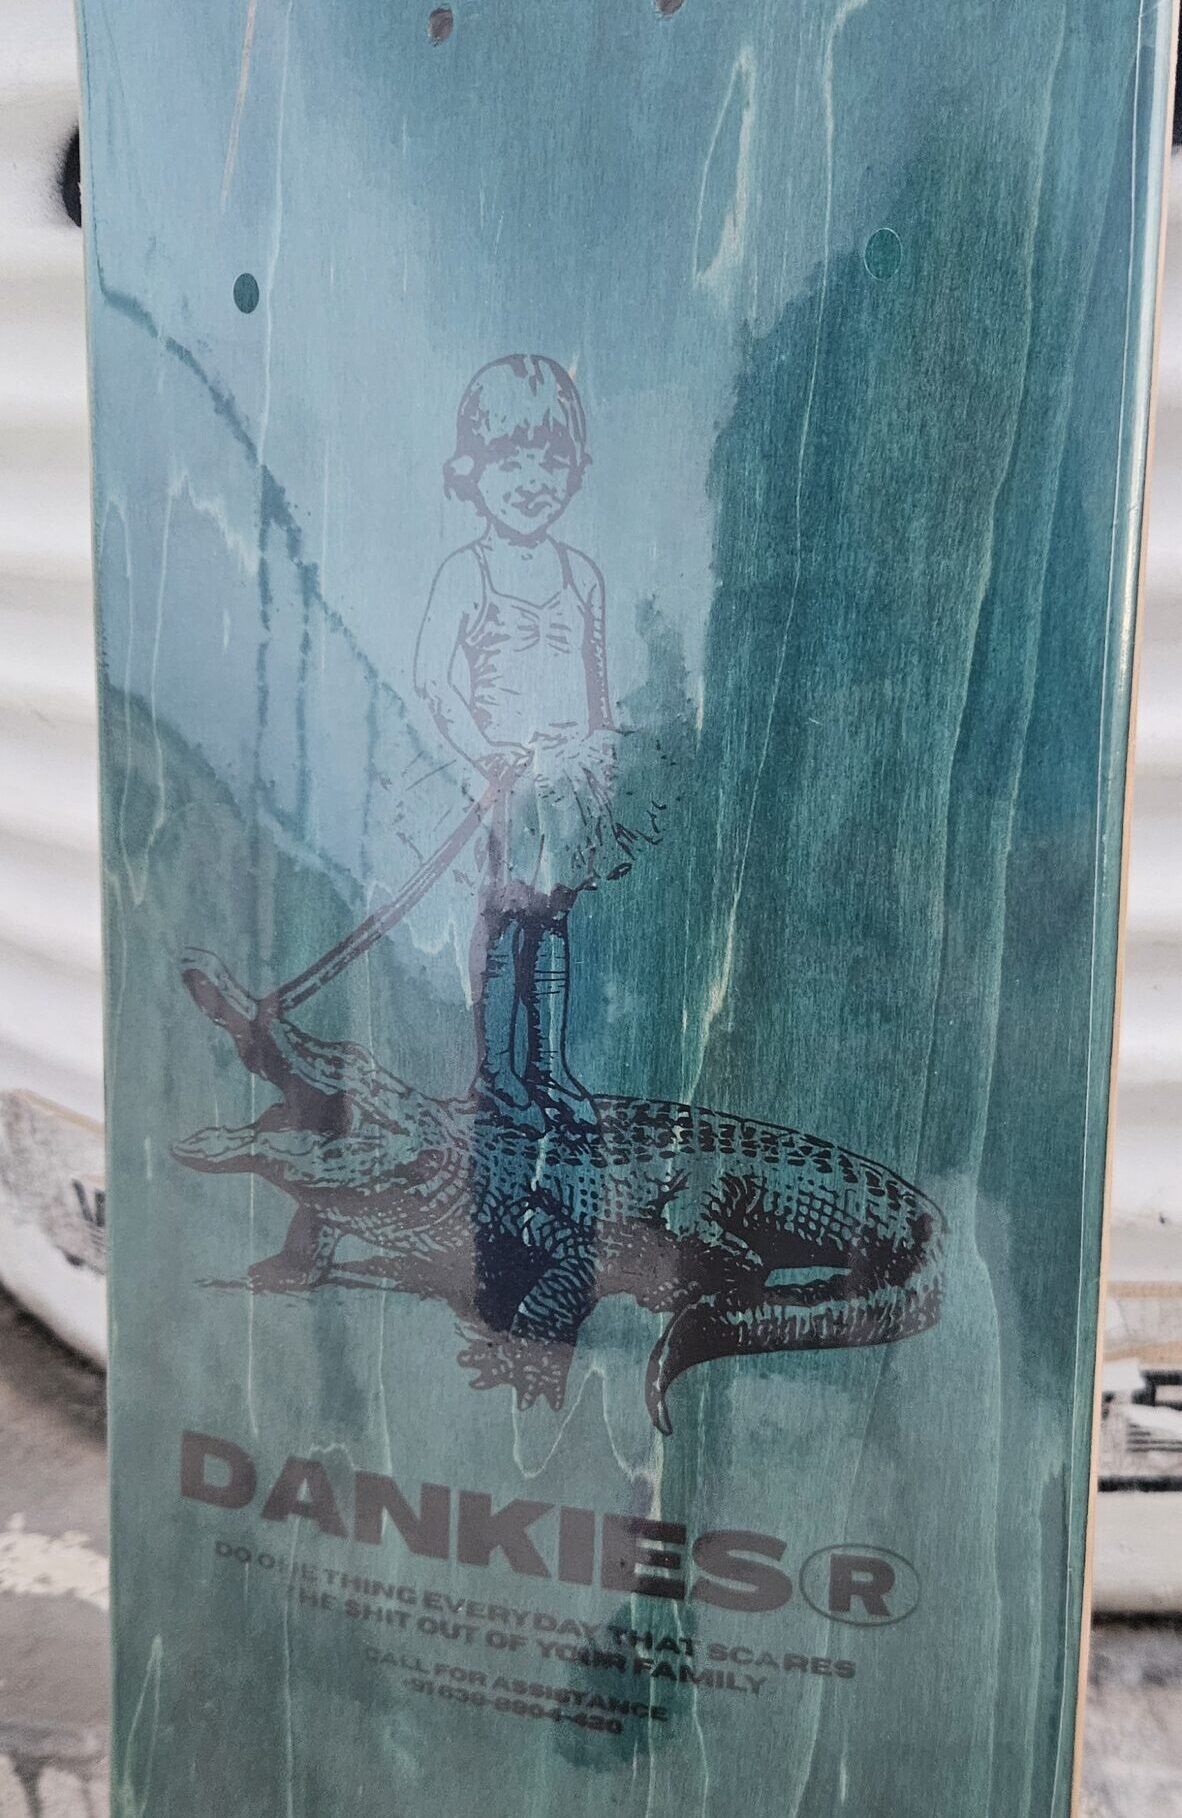 DANKIES®
DO ONE THING EVERYDAY THAT SCARES
THE SHIT OUT OF YOUR FAMILY
CALL FOR ASSISTANCE